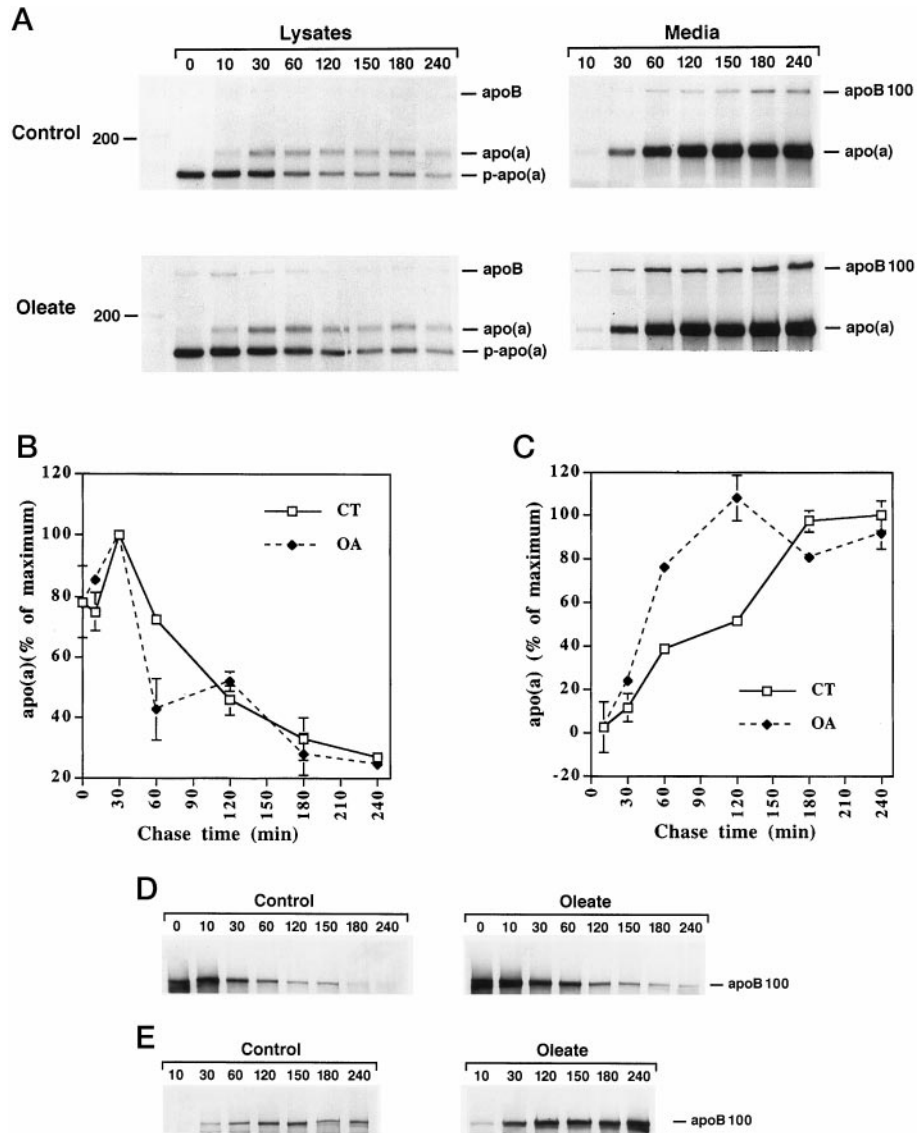 A
Lysates
Media
0 10 30 60 120 150 180 240
10 30 60 120 150 180 240
apoB
apoB100
Control
200
apo(a)
apo(a)
p-apo(a)
apoB
apoB100
Oleate
200
apo(a)
apo(a)
p-apo(a)
B
C
apo(a)(% of maximum)
120
100
80
60
40
20
CT
OA
0 30 60 90 120 150 180 210 240
Chase time (min)
apo(a) (% of maximum)
120
100
80
60
40
20
0
-20
CT
OA
0 30 60 90 120 150 180 210 240
Chase time (min)
D
Control
Oleate
0 10 30 60 120 150 180 240
0 10 30 60 120 150 180 240
apoB100
E
Control
Oleate
10 30 60 120 150 180 240
10 30 60 120 150 180 240
apoB100